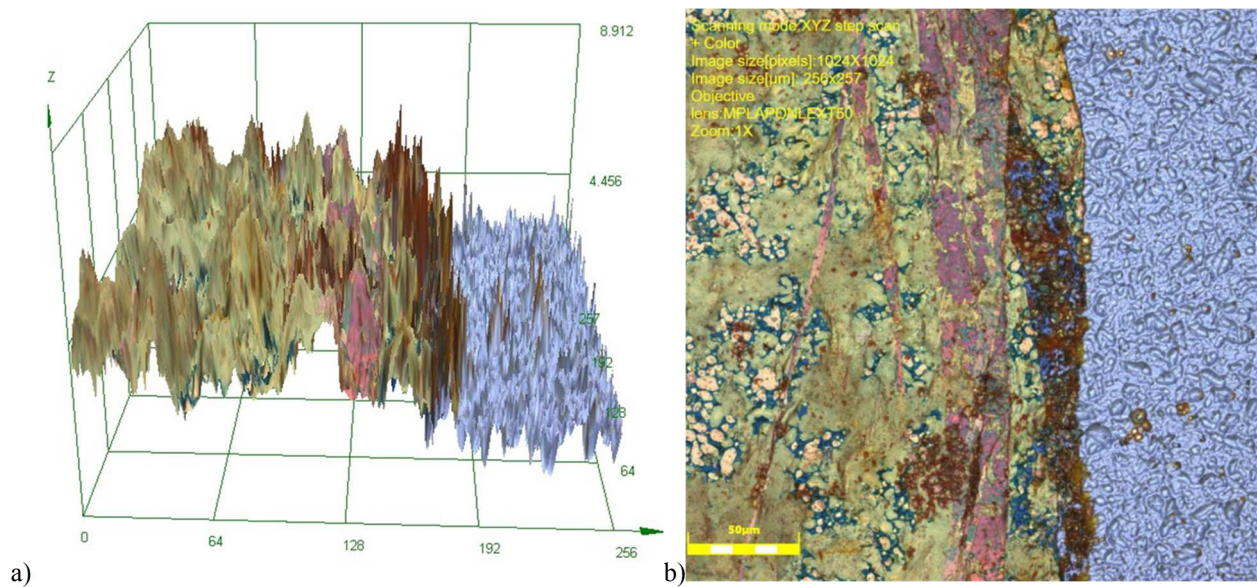 Z
8.912
4.456
257
192
128
64
0
64
128
192
256
a)
Scanning mode:XYZ step scan
+ Color
Image size[pixels]:1024X1024
Image size[µm]: 256x257
Objective
lens:MPLAPONLEXT50
Zoom:1X
50µm
b)